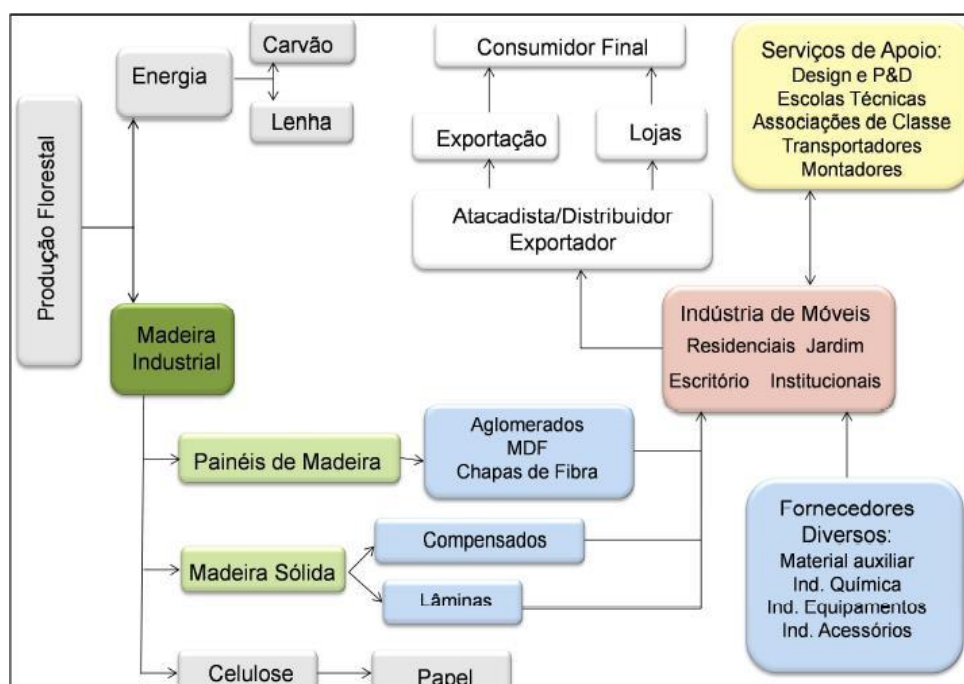 Produção Florestal
Energia
Carvão
Lenha
Consumidor Final
Exportação
Lojas
Atacadista/Distribuidor
Exportador
Serviços de Apoio:
Design e P&D
Escolas Técnicas
Associações de Classe
Transportadores
Montadores
Madeira
Industrial
Indústria de Móveis
Residenciais Jardim
Escritório Institucionais
Painéis de Madeira
Aglomerados
MDF
Chapas de Fibra
Madeira Sólida
Compensados
Lâminas
Fornecedores
Diversos:
Material auxiliar
Ind. Química
Ind. Equipamentos
Ind. Acessórios
Celulose
Papel